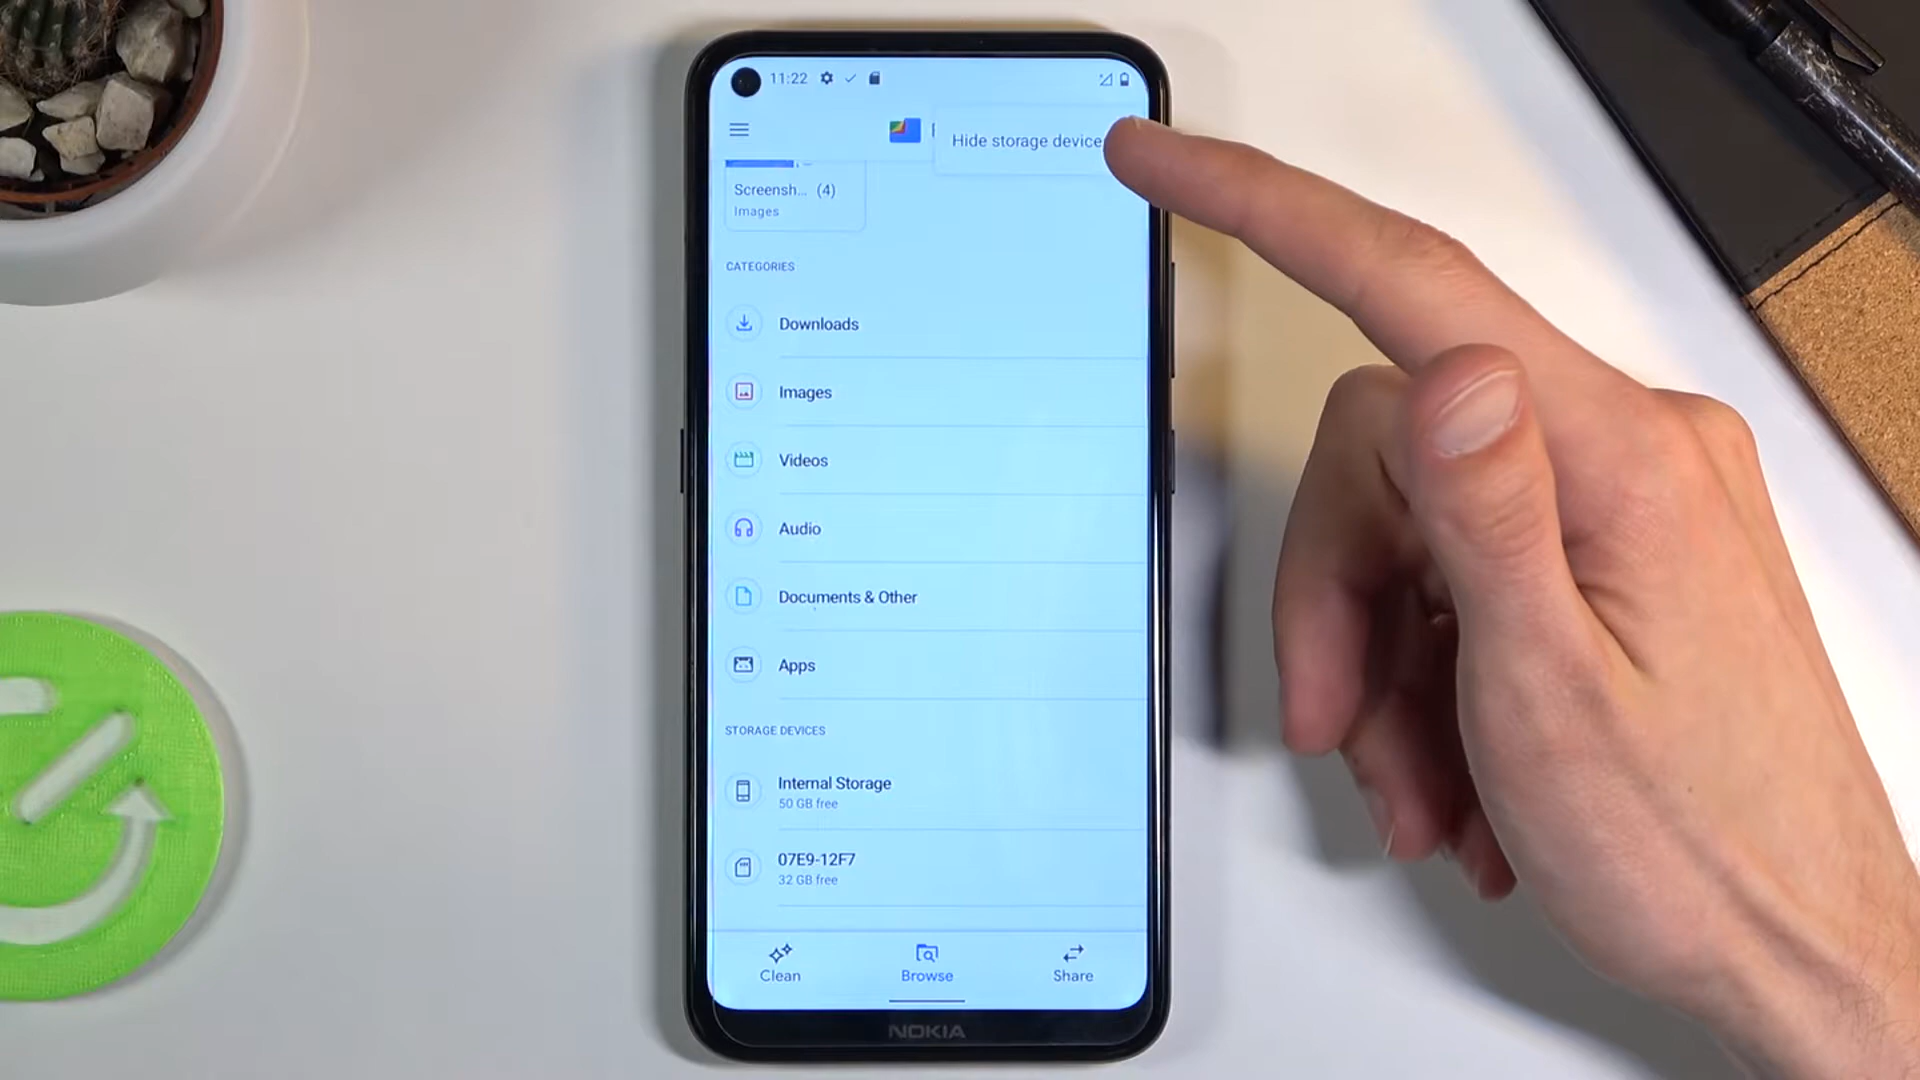 11:22
Hide storage device
Screensh... (4)
Images
CATEGORIES
Downloads
Images
Videos
Audio
Documents & Other
Apps
STORAGE DEVICES
Internal Storage
50 GB free
07E9-12F7
32 GB free
Clean
Browse
Share
NOKIA